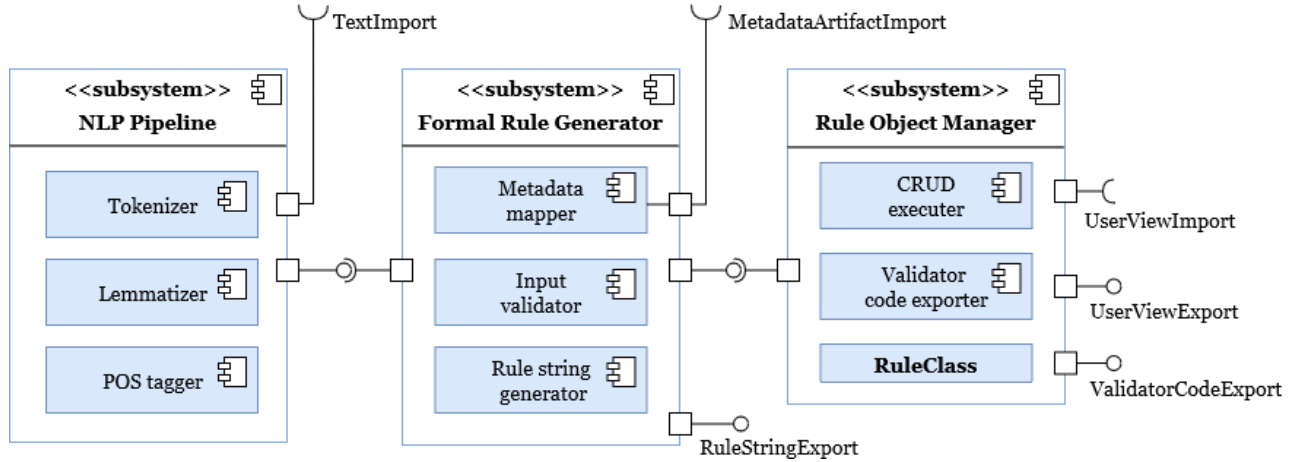 TextImport
MetadataArtifactImport
<<subsystem>>
NLP Pipeline
Tokenizer
Lemmatizer
POS tagger
<<subsystem>>
Formal Rule Generator
Metadata
mapper
Input
validator
Rule string
generator
RuleStringExport
<<subsystem>>
Rule Object Manager
CRUD
executer
Validator
code exporter
RuleClass
UserViewImport
UserViewExport
ValidatorCodeExport